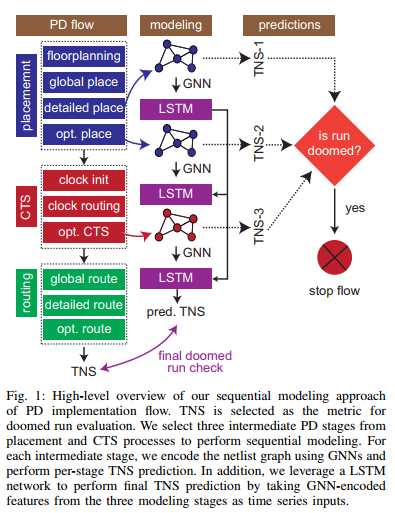 PD flow
modeling
predictions
placememnt
floorplanning
global place
detailed place
opt. place
CTS
clock init
clock routing
opt. CTS
routing
global route
detailed route
opt. route
TNS
GNN
LSTM
GNN
LSTM
GNN
LSTM
pred. TNS
final doomed
run check
TNS-1
TNS-2
TNS-3
is run
doomed?
yes
stop flow
Fig. 1: High-level overview of our sequential modeling approach
of PD implementation flow. TNS is selected as the metric for
doomed run evaluation. We select three intermediate PD stages from
placement and CTS processes to perform sequential modeling. For
each intermediate stage, we encode the netlist graph using GNNs and
perform per-stage TNS prediction. In addition, we leverage a LSTM
network to perform final TNS prediction by taking GNN-encoded
features from the three modeling stages as time series inputs.